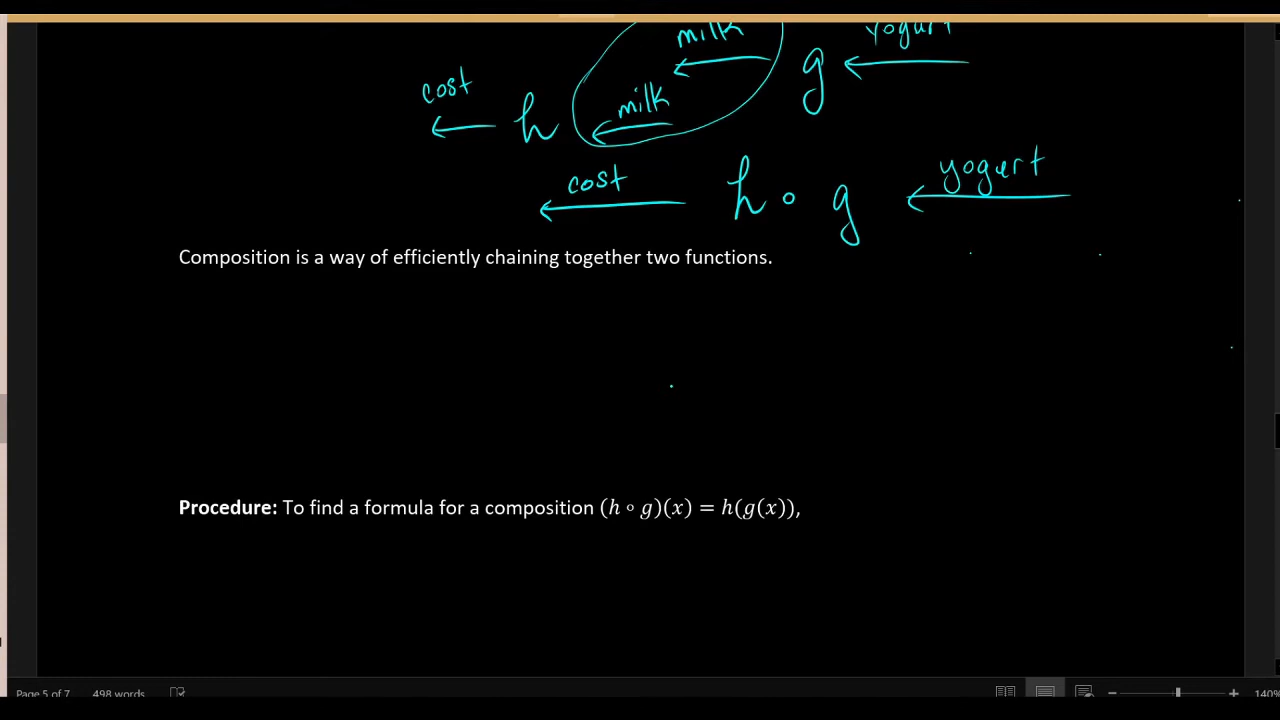 milk
yogurt
cost h milk g
cost h ∘ g yogurt
Composition is a way of efficiently chaining together two functions.
Procedure: To find a formula for a composition (ℎ ∘ 𝑔)(𝑥) = ℎ(𝑔(𝑥)),
Page 5 of 7 498 words 140%